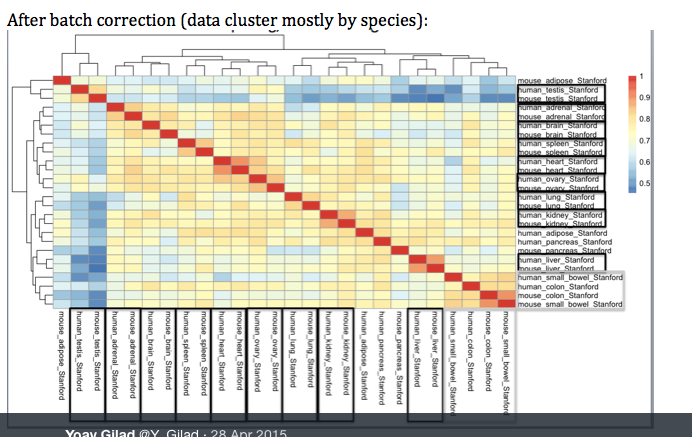 After batch correction (data cluster mostly by species):
mouse_adipose_Stanford
human_testis_Stanford
mouse_testis_Stanford
human_adrenal_Stanford
mouse_adrenal_Stanford
human_brain_Stanford
mouse_brain_Stanford
human_spleen_Stanford
mouse_spleen_Stanford
human_heart_Stanford
mouse_heart_Stanford
human_ovary_Stanford
mouse_ovary_Stanford
human_lung_Stanford
mouse_lung_Stanford
human_kidney_Stanford
mouse_kidney_Stanford
human_adipose_Stanford
human_pancreas_Stanford
mouse_pancreas_Stanford
human_liver_Stanford
mouse_liver_Stanford
human_small_bowel_Stanford
human_colon_Stanford
mouse_colon_Stanford
mouse_small_bowel_Stanford
1
0.9
0.8
0.7
0.6
0.5
mouse_adipose_Stanford
human_testis_Stanford
mouse_testis_Stanford
human_adrenal_Stanford
mouse_adrenal_Stanford
human_brain_Stanford
mouse_brain_Stanford
human_spleen_Stanford
mouse_spleen_Stanford
human_heart_Stanford
mouse_heart_Stanford
human_ovary_Stanford
mouse_ovary_Stanford
human_lung_Stanford
mouse_lung_Stanford
human_kidney_Stanford
mouse_kidney_Stanford
human_adipose_Stanford
human_pancreas_Stanford
mouse_pancreas_Stanford
human_liver_Stanford
mouse_liver_Stanford
human_small_bowel_Stanford
human_colon_Stanford
mouse_colon_Stanford
mouse_small_bowel_Stanford
Yoav Gilad @Y_Gilad · 28 Apr 2015